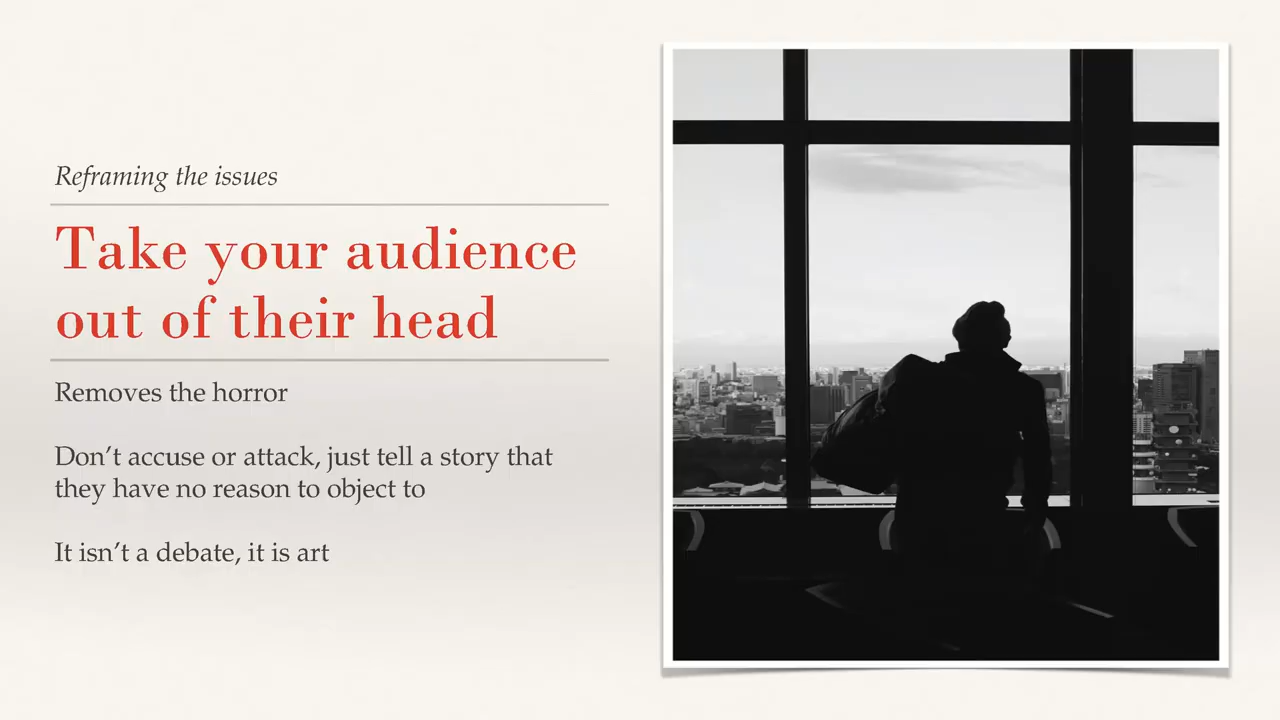 Reframing the issues
Take your audience
out of their head
Removes the horror
Don’t accuse or attack, just tell a story that
they have no reason to object to
It isn’t a debate, it is art